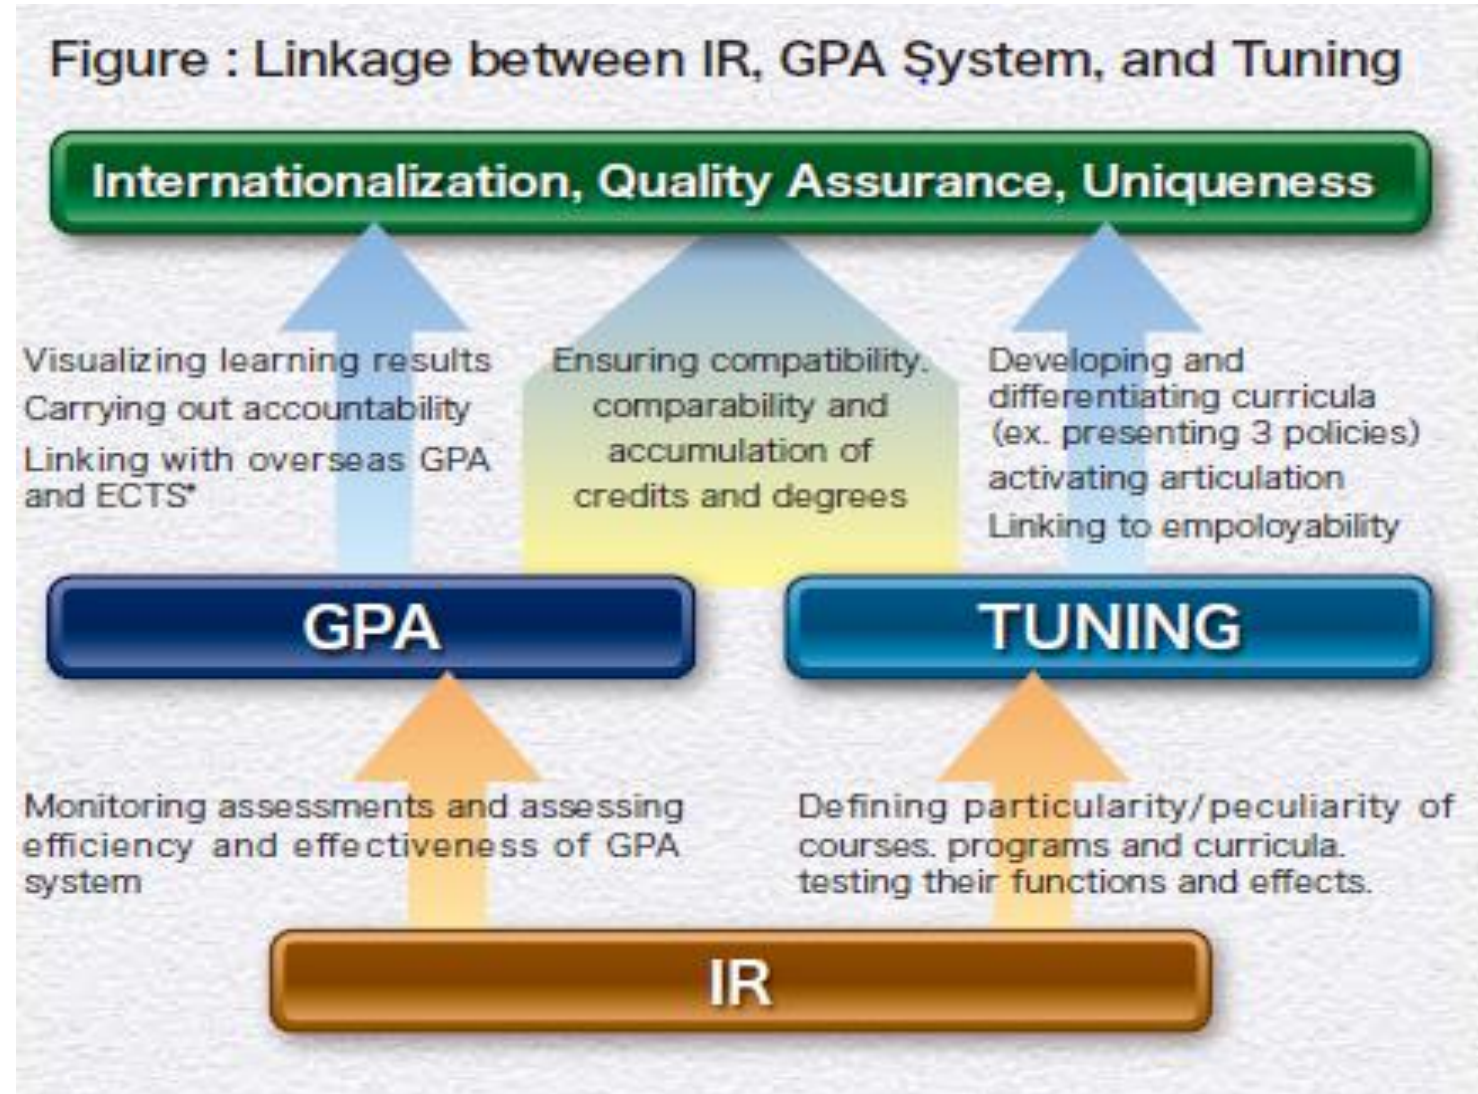 Figure : Linkage between IR, GPA System, and Tuning
Internationalization, Quality Assurance, Uniqueness
Visualizing learning results
Carrying out accountability
Linking with overseas GPA
and ECTS*
Ensuring compatibility.
comparability and
accumulation of
credits and degrees
Developing and
differentiating curricula
(ex. presenting 3 policies)
activating articulation
Linking to empoloyability
GPA
TUNING
Monitoring assessments and assessing
efficiency and effectiveness of GPA
system
Defining particularity/peculiarity of
courses. programs and curricula.
testing their functions and effects.
IR